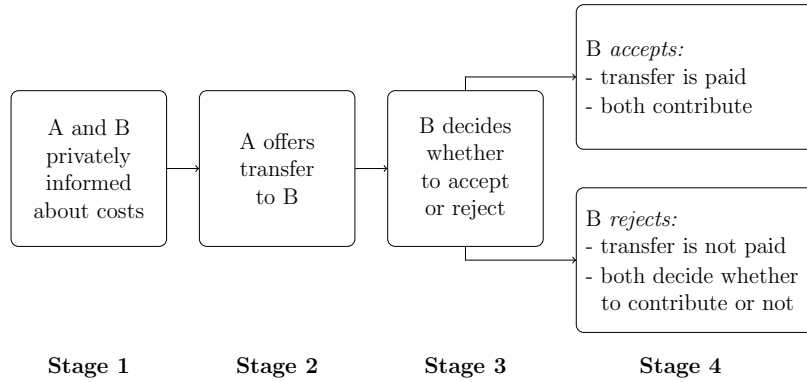 A and B
privately
informed
about costs
A offers
transfer
to B
B decides
whether
to accept
or reject
B accepts:
- transfer is paid
- both contribute
B rejects:
- transfer is not paid
- both decide whether
to contribute or not
Stage 1
Stage 2
Stage 3
Stage 4